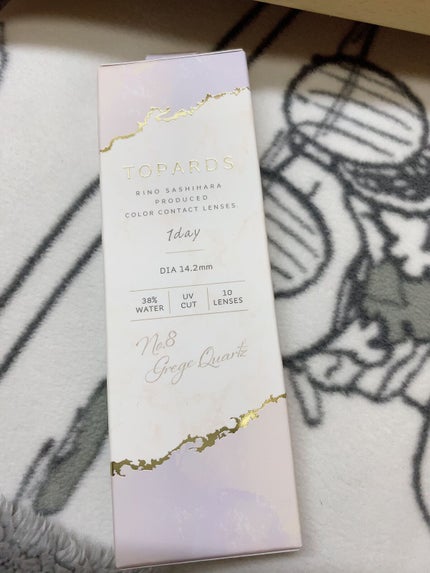 TOPARDS
RINO SASHIHARA
PRODUCED
COLOR CONTACT LENSES
1day
DIA 14.2mm
38% WATER
UV CUT
10 LENSES
No.8
Grege Quartz